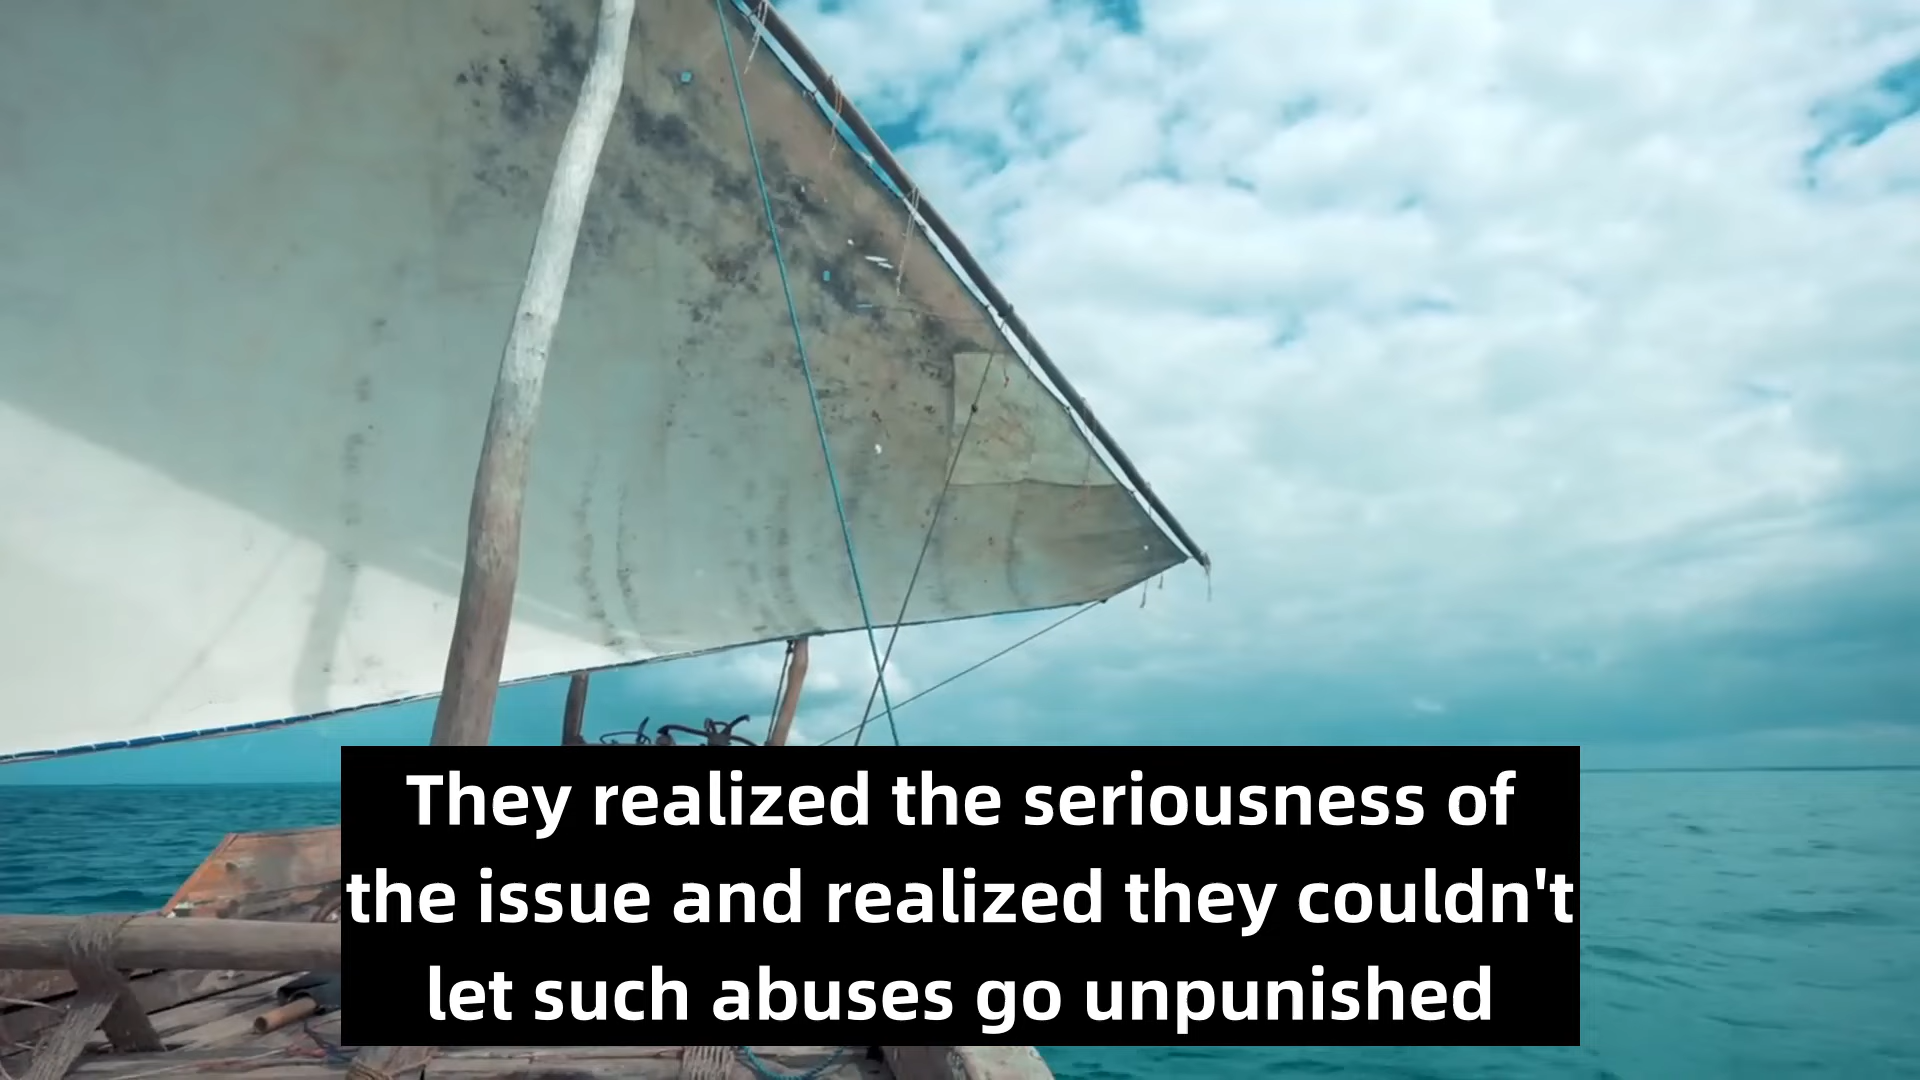 They realized the seriousness of
the issue and realized they couldn't
let such abuses go unpunished